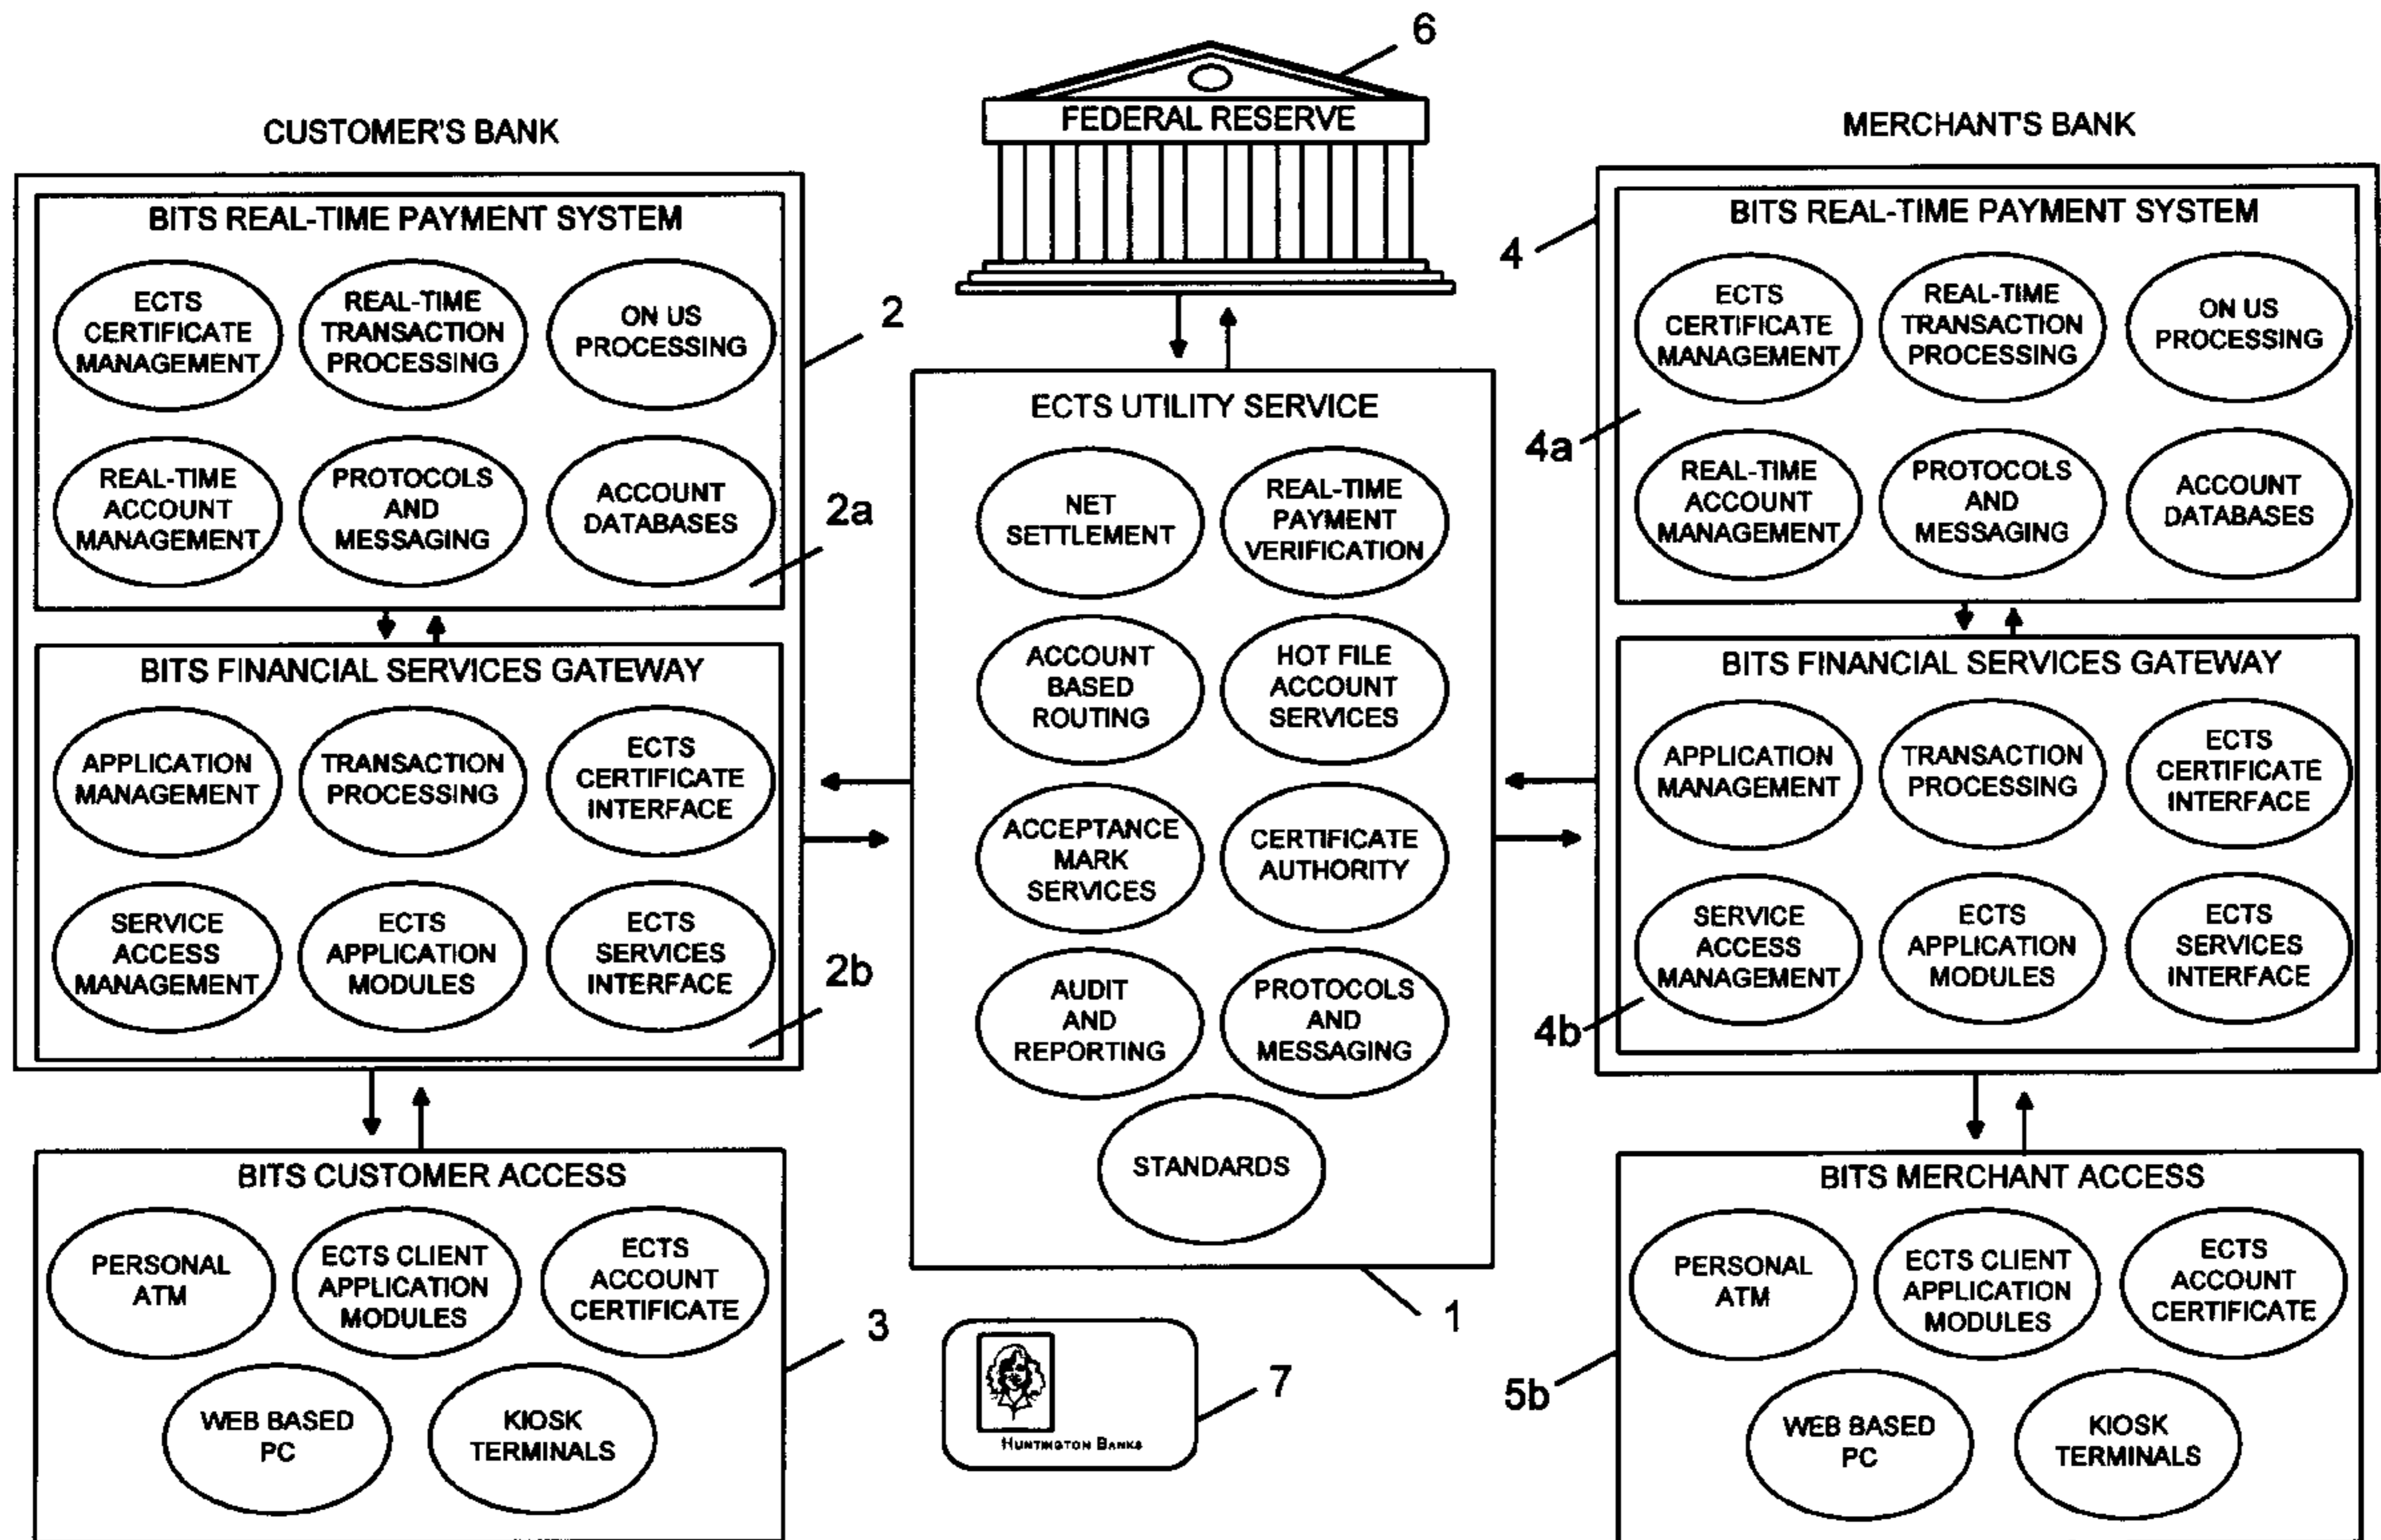 6
FEDERAL RESERVE
CUSTOMER'S BANK
BITS REAL-TIME PAYMENT SYSTEM
ECTS
CERTIFICATE
MANAGEMENT
REAL-TIME
TRANSACTION
PROCESSING
ON US
PROCESSING
2
REAL-TIME
ACCOUNT
MANAGEMENT
PROTOCOLS
AND
MESSAGING
ACCOUNT
DATABASES
2a
BITS FINANCIAL SERVICES GATEWAY
APPLICATION
MANAGEMENT
TRANSACTION
PROCESSING
ECTS
CERTIFICATE
INTERFACE
SERVICE
ACCESS
MANAGEMENT
ECTS
APPLICATION
MODULES
ECTS
SERVICES
INTERFACE
2b
BITS CUSTOMER ACCESS
PERSONAL
ATM
ECTS CLIENT
APPLICATION
MODULES
ECTS
ACCOUNT
CERTIFICATE
3
WEB BASED
PC
KIOSK
TERMINALS
ECTS UTILITY SERVICE
NET
SETTLEMENT
REAL-TIME
PAYMENT
VERIFICATION
ACCOUNT
BASED
ROUTING
HOT FILE
ACCOUNT
SERVICES
ACCEPTANCE
MARK
SERVICES
CERTIFICATE
AUTHORITY
AUDIT
AND
REPORTING
PROTOCOLS
AND
MESSAGING
STANDARDS
1
7
HUNTINGTON BANKS
MERCHANT'S BANK
4
BITS REAL-TIME PAYMENT SYSTEM
ECTS
CERTIFICATE
MANAGEMENT
REAL-TIME
TRANSACTION
PROCESSING
ON US
PROCESSING
4a
REAL-TIME
ACCOUNT
MANAGEMENT
PROTOCOLS
AND
MESSAGING
ACCOUNT
DATABASES
BITS FINANCIAL SERVICES GATEWAY
APPLICATION
MANAGEMENT
TRANSACTION
PROCESSING
ECTS
CERTIFICATE
INTERFACE
SERVICE
ACCESS
MANAGEMENT
ECTS
APPLICATION
MODULES
ECTS
SERVICES
INTERFACE
4b
BITS MERCHANT ACCESS
PERSONAL
ATM
ECTS CLIENT
APPLICATION
MODULES
ECTS
ACCOUNT
CERTIFICATE
5b
WEB BASED
PC
KIOSK
TERMINALS